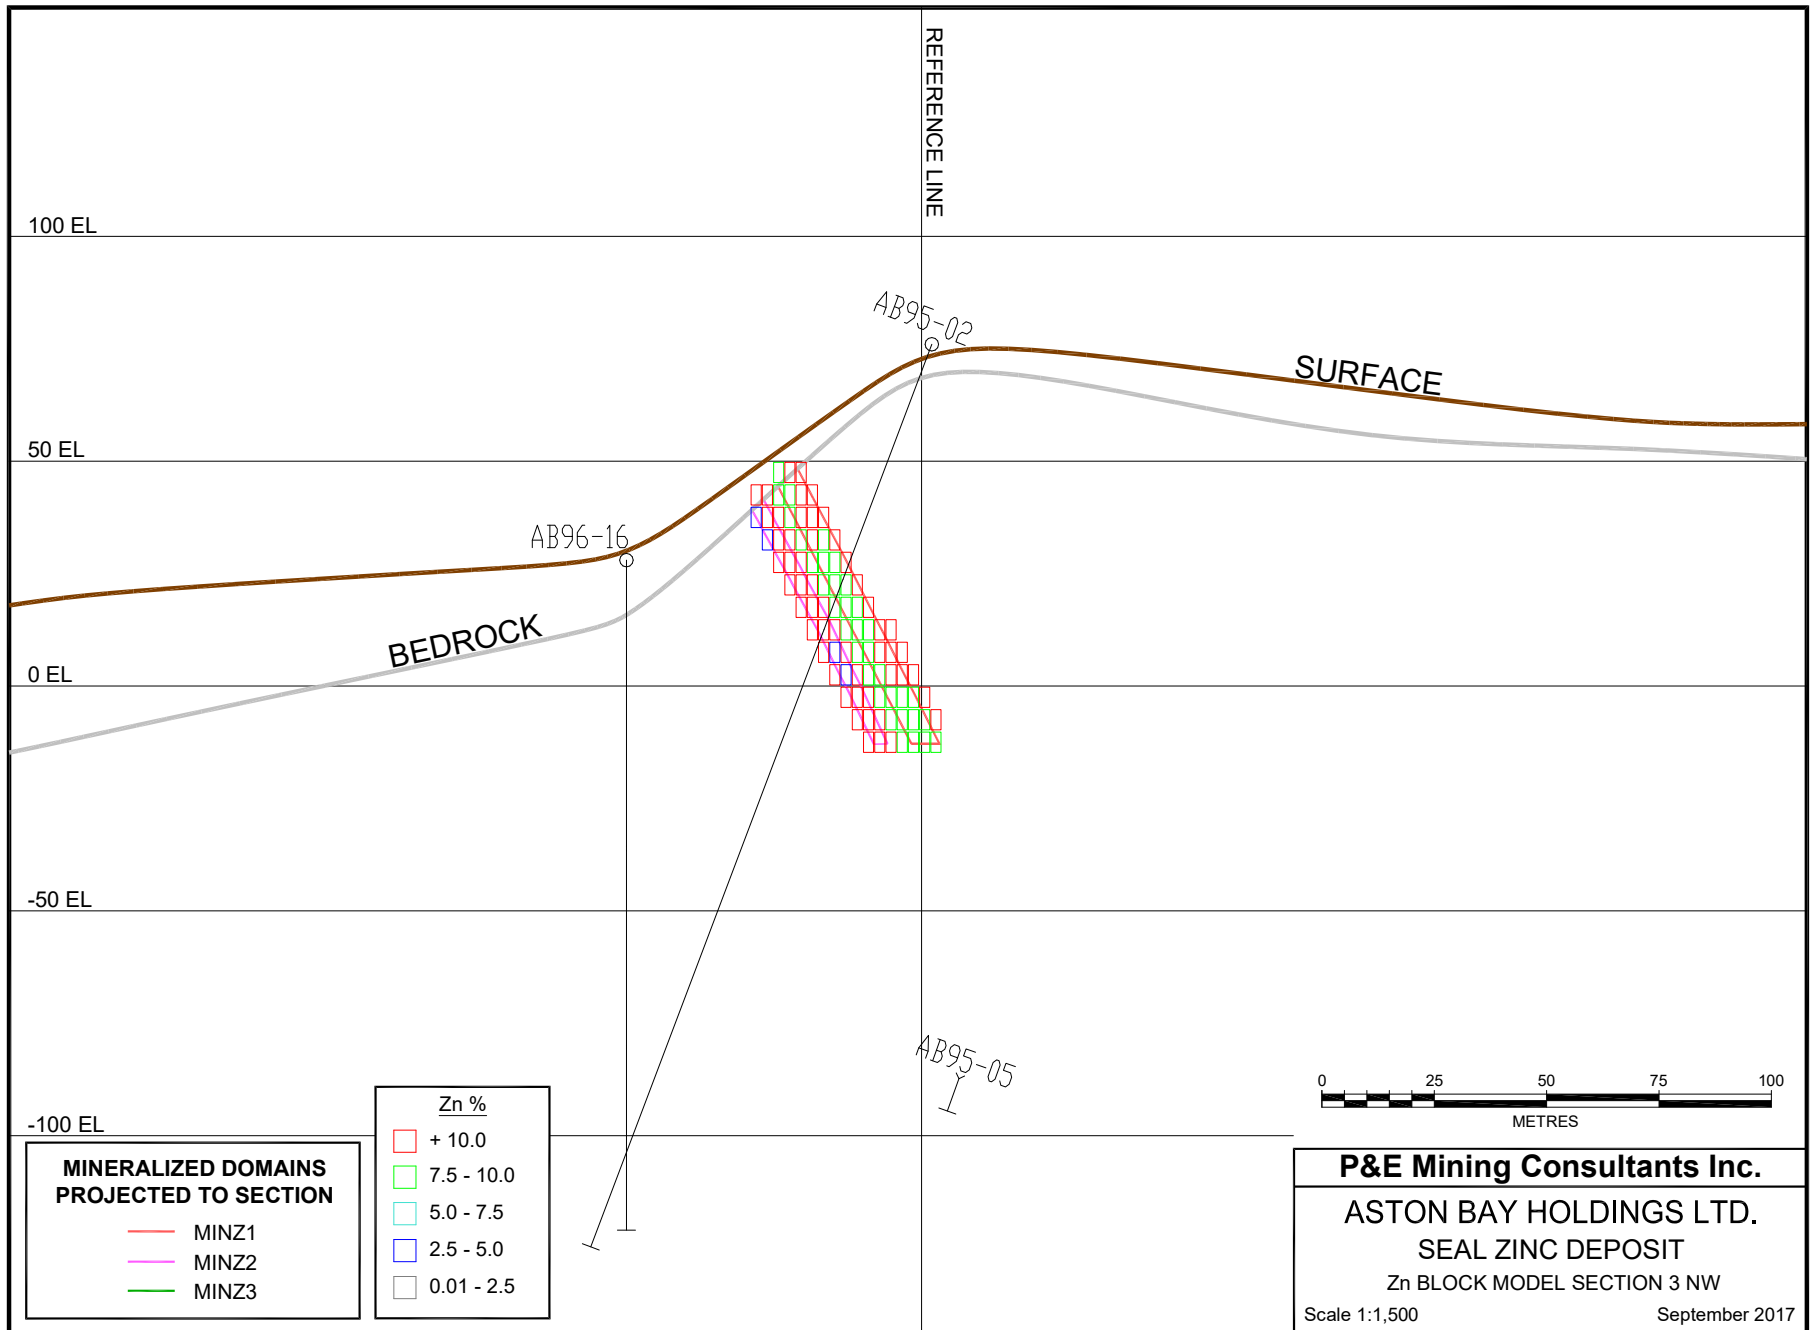 REFERENCE LINE
100 EL
AB95-02
SURFACE
50 EL
AB96-16
BEDROCK
0 EL
-50 EL
AB95-05
-100 EL
0 25 50 75 100
METRES
MINERALIZED DOMAINS
PROJECTED TO SECTION
MINZ1
MINZ2
MINZ3
Zn %
+ 10.0
7.5 - 10.0
5.0 - 7.5
2.5 - 5.0
0.01 - 2.5
P&E Mining Consultants Inc.
ASTON BAY HOLDINGS LTD.
SEAL ZINC DEPOSIT
Zn BLOCK MODEL SECTION 3 NW
Scale 1:1,500 September 2017